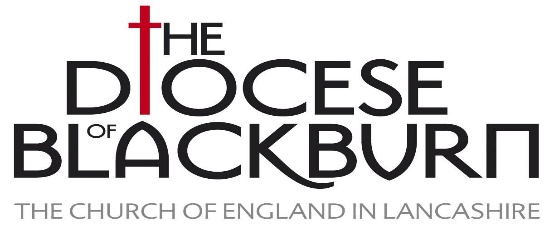 THE
DIOCESE
OF
BLACKBURN
THE CHURCH OF ENGLAND IN LANCASHIRE